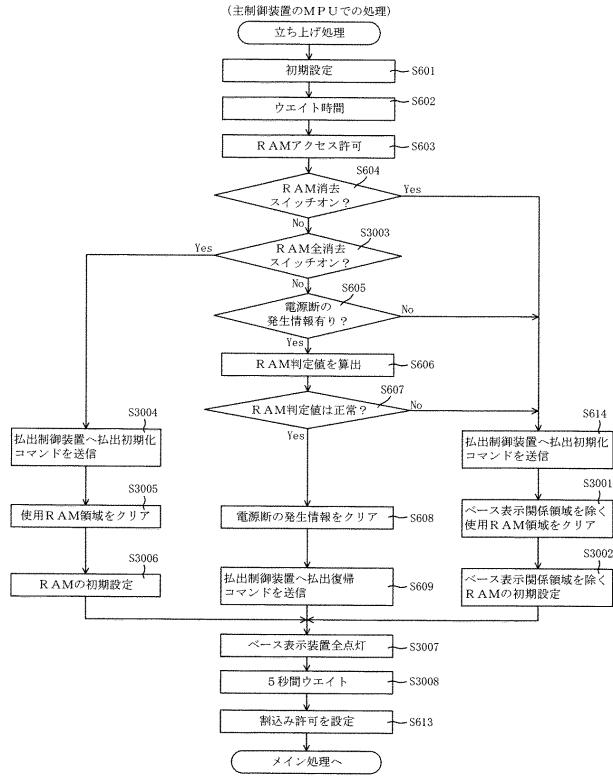 (主制御装置のMPUでの処理)
立ち上げ処理
初期設定
S601
ウエイト時間
S602
RAMアクセス許可
S603
S604
RAM消去
スイッチオン?
Yes
No
S3003
RAM全消去
スイッチオン?
Yes
No
S605
電源断の
発生情報有り?
No
Yes
RAM判定値を算出
S606
S607
RAM判定値は正常?
No
Yes
S3004
払出制御装置へ払出初期化
コマンドを送信
S614
払出制御装置へ払出初期化
コマンドを送信
S3005
使用RAM領域をクリア
電源断の発生情報をクリア
S608
S3001
ベース表示関係領域を除く
使用RAM領域をクリア
S3006
RAMの初期設定
払出制御装置へ払出復帰
コマンドを送信
S609
S3002
ベース表示関係領域を除く
RAMの初期設定
ベース表示装置全点灯
S3007
5秒間ウエイト
S3008
割込み許可を設定
S613
メイン処理へ